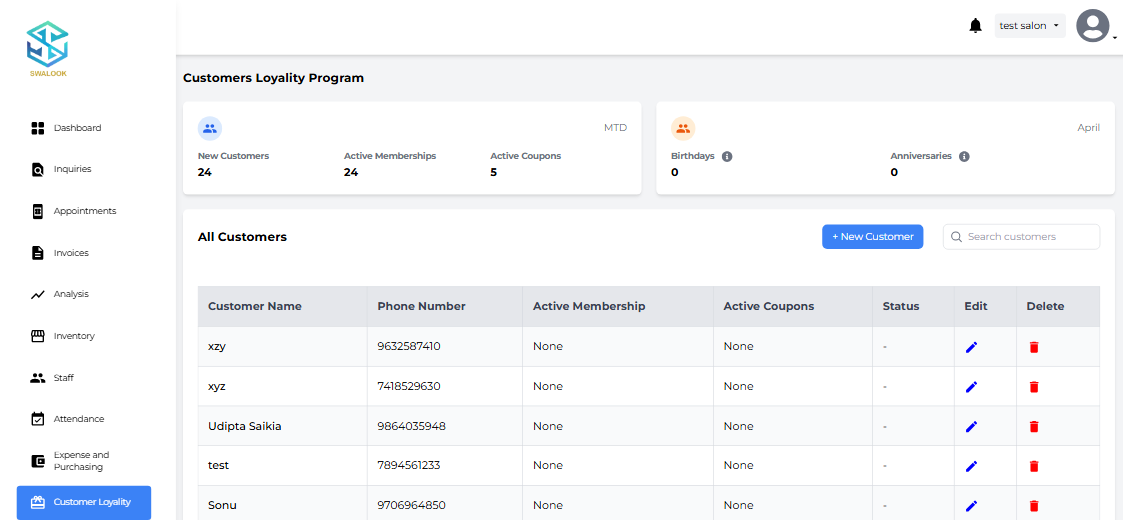 SWALOOK
Dashboard
Inquiries
Appointments
Invoices
Analysis
Inventory
Staff
Attendance
Expense and
Purchasing
Customer Loyality
test salon
Customers Loyality Program
MTD
New Customers Active Memberships Active Coupons
24 24 5
April
Birthdays Anniversaries
0 0
All Customers
+ New Customer
Search customers
Customer Name Phone Number Active Membership Active Coupons Status Edit Delete
xzy 9632587410 None None -
xyz 7418529630 None None -
Udipta Saikia 9864035948 None None -
test 7894561233 None None -
Sonu 9706964850 None None -